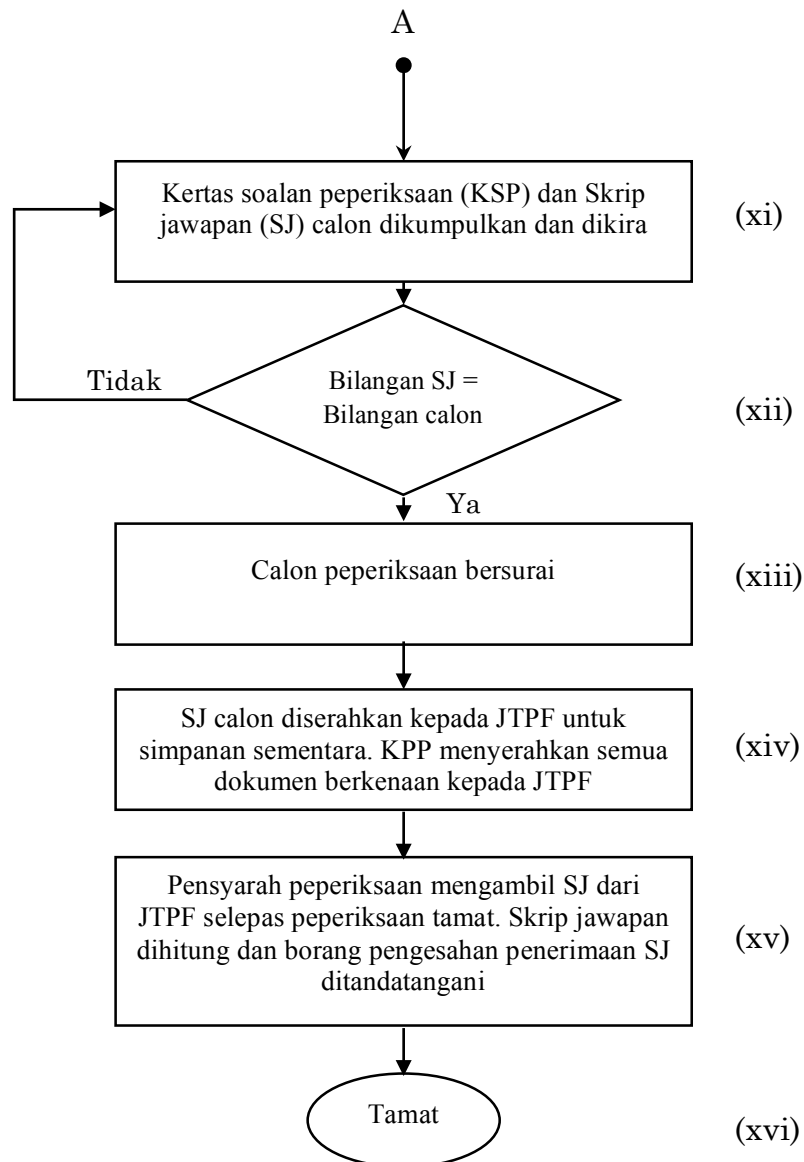 A
Kertas soalan peperiksaan (KSP) dan Skrip
jawapan (SJ) calon dikumpulkan dan dikira
(xi)
Tidak
Bilangan SJ =
Bilangan calon
(xii)
Ya
Calon peperiksaan bersurai
(xiii)
SJ calon diserahkan kepada JTPF untuk
simpanan sementara. KPP menyerahkan semua
dokumen berkenaan kepada JTPF
(xiv)
Pensyarah peperiksaan mengambil SJ dari
JTPF selepas peperiksaan tamat. Skrip jawapan
dihitung dan borang pengesahan penerimaan SJ
ditandatangani
(xv)
Tamat
(xvi)